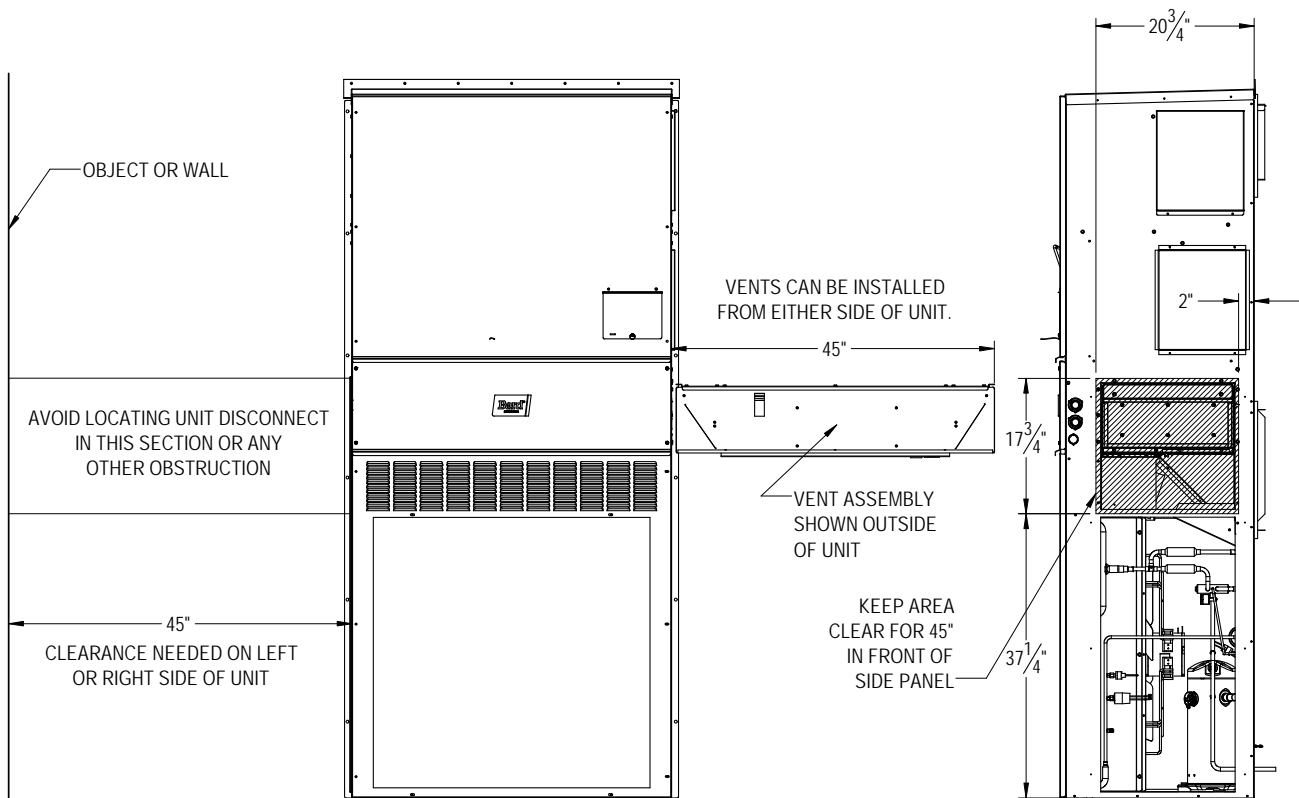 20 3/4"
OBJECT OR WALL
VENTS CAN BE INSTALLED
FROM EITHER SIDE OF UNIT.
2"
45"
Bard
AVOID LOCATING UNIT DISCONNECT
IN THIS SECTION OR ANY
OTHER OBSTRUCTION
17 3/4"
VENT ASSEMBLY
SHOWN OUTSIDE
OF UNIT
KEEP AREA
CLEAR FOR 45"
IN FRONT OF
SIDE PANEL
37 1/4"
45"
CLEARANCE NEEDED ON LEFT
OR RIGHT SIDE OF UNIT